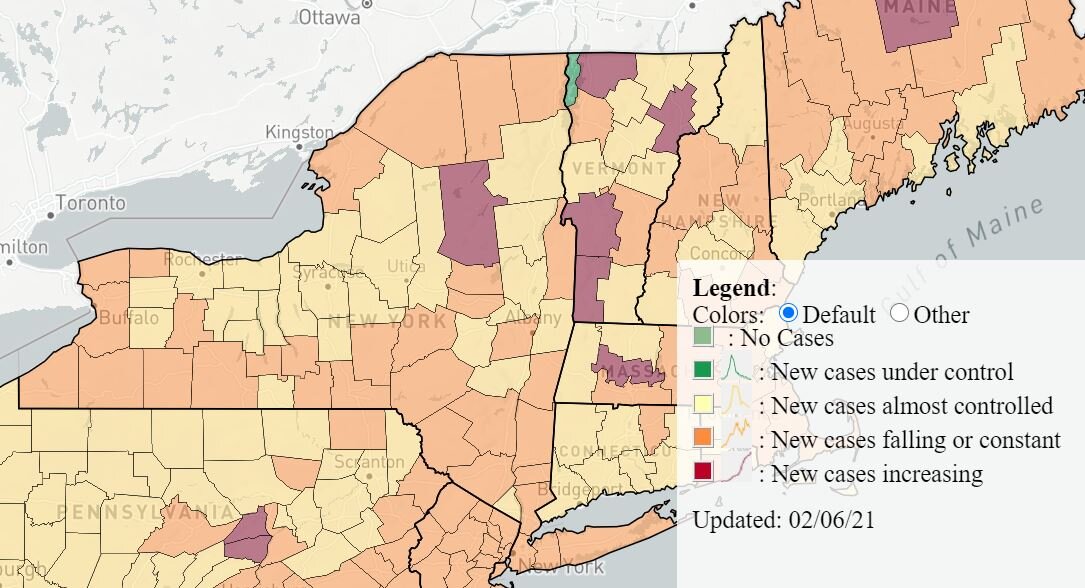 Ottawa
MAINE
Kingston
Augusta
VERMONT
Toronto
NEW
HAMPSHIRE
Portland
Gulf of Maine
milton
Rochester
Concord
Syracuse
Utica
Buffalo
NEW YORK
Albany
MASSACH
CONNECTICU
Scranton
Bridgeport
PENNSYLVANIA
New York
burgh
Legend:
Colors: Default Other
: No Cases
: New cases under control
: New cases almost controlled
: New cases falling or constant
: New cases increasing
Updated: 02/06/21